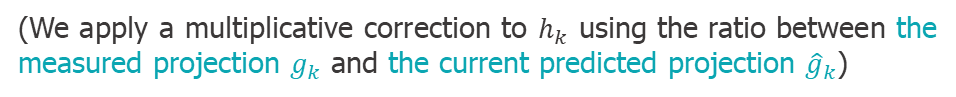 (We apply a multiplicative correction to hₖ using the ratio between the
measured projection gₖ and the current predicted projection ĝₖ)